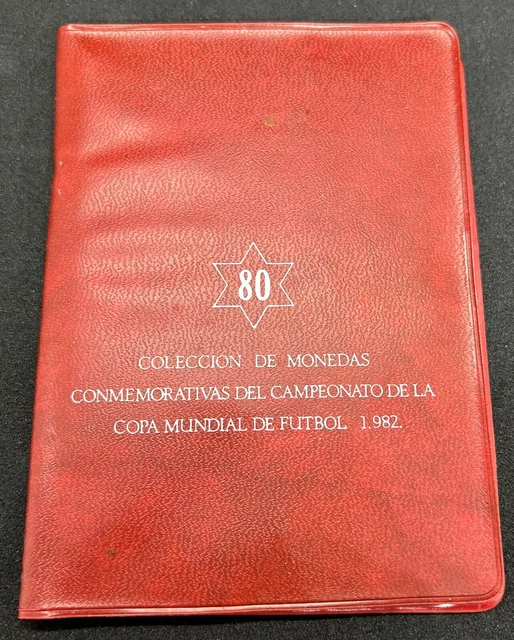 80
COLECCION DE MONEDAS
CONMEMORATIVAS DEL CAMPEONATO DE LA
COPA MUNDIAL DE FUTBOL 1.982.